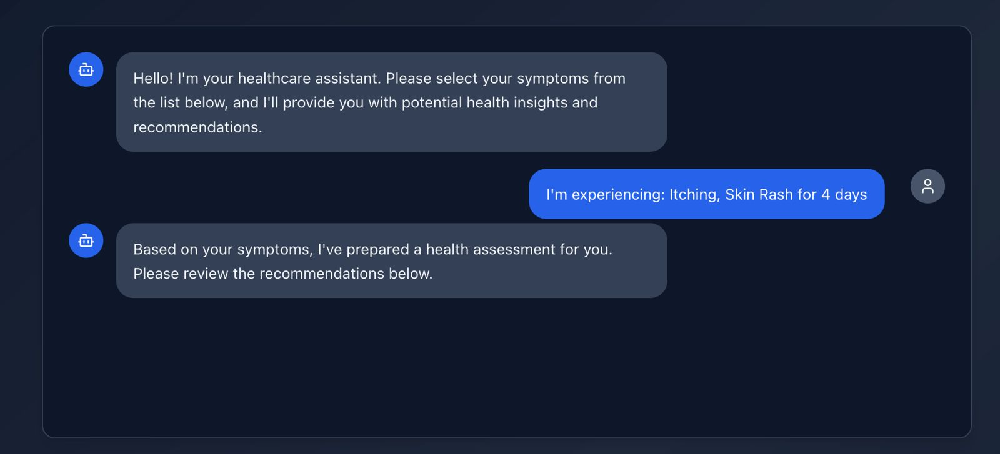 Hello! I'm your healthcare assistant. Please select your symptoms from
the list below, and I'll provide you with potential health insights and
recommendations.
I'm experiencing: Itching, Skin Rash for 4 days
Based on your symptoms, I've prepared a health assessment for you.
Please review the recommendations below.